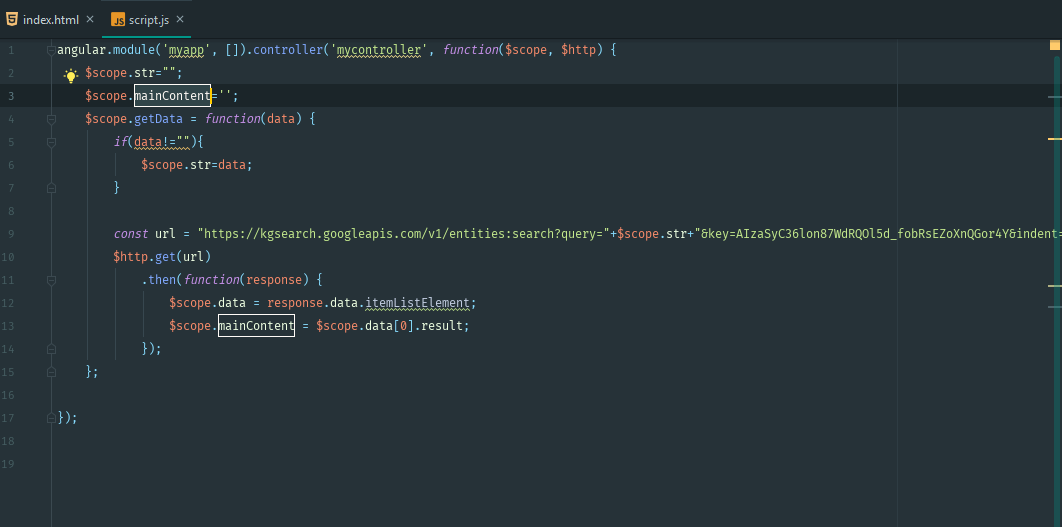 index.html × JS script.js ×
1 angular.module('myapp', []).controller('mycontroller', function($scope, $http) {
2 $scope.str="";
3 $scope.mainContent='';
4 $scope.getData = function(data) {
5 if(data!=""){
6 $scope.str=data;
7 }
8
9 const url = "https://kgsearch.googleapis.com/v1/entities:search?query="+$scope.str+"&key=AIzaSyC36lon87WdRQOl5d_fobRsEZoXnQGor4Y&indent=
10 $http.get(url)
11 .then(function(response) {
12 $scope.data = response.data.itemListElement;
13 $scope.mainContent = $scope.data[0].result;
14 });
15 };
16
17 });
18
19